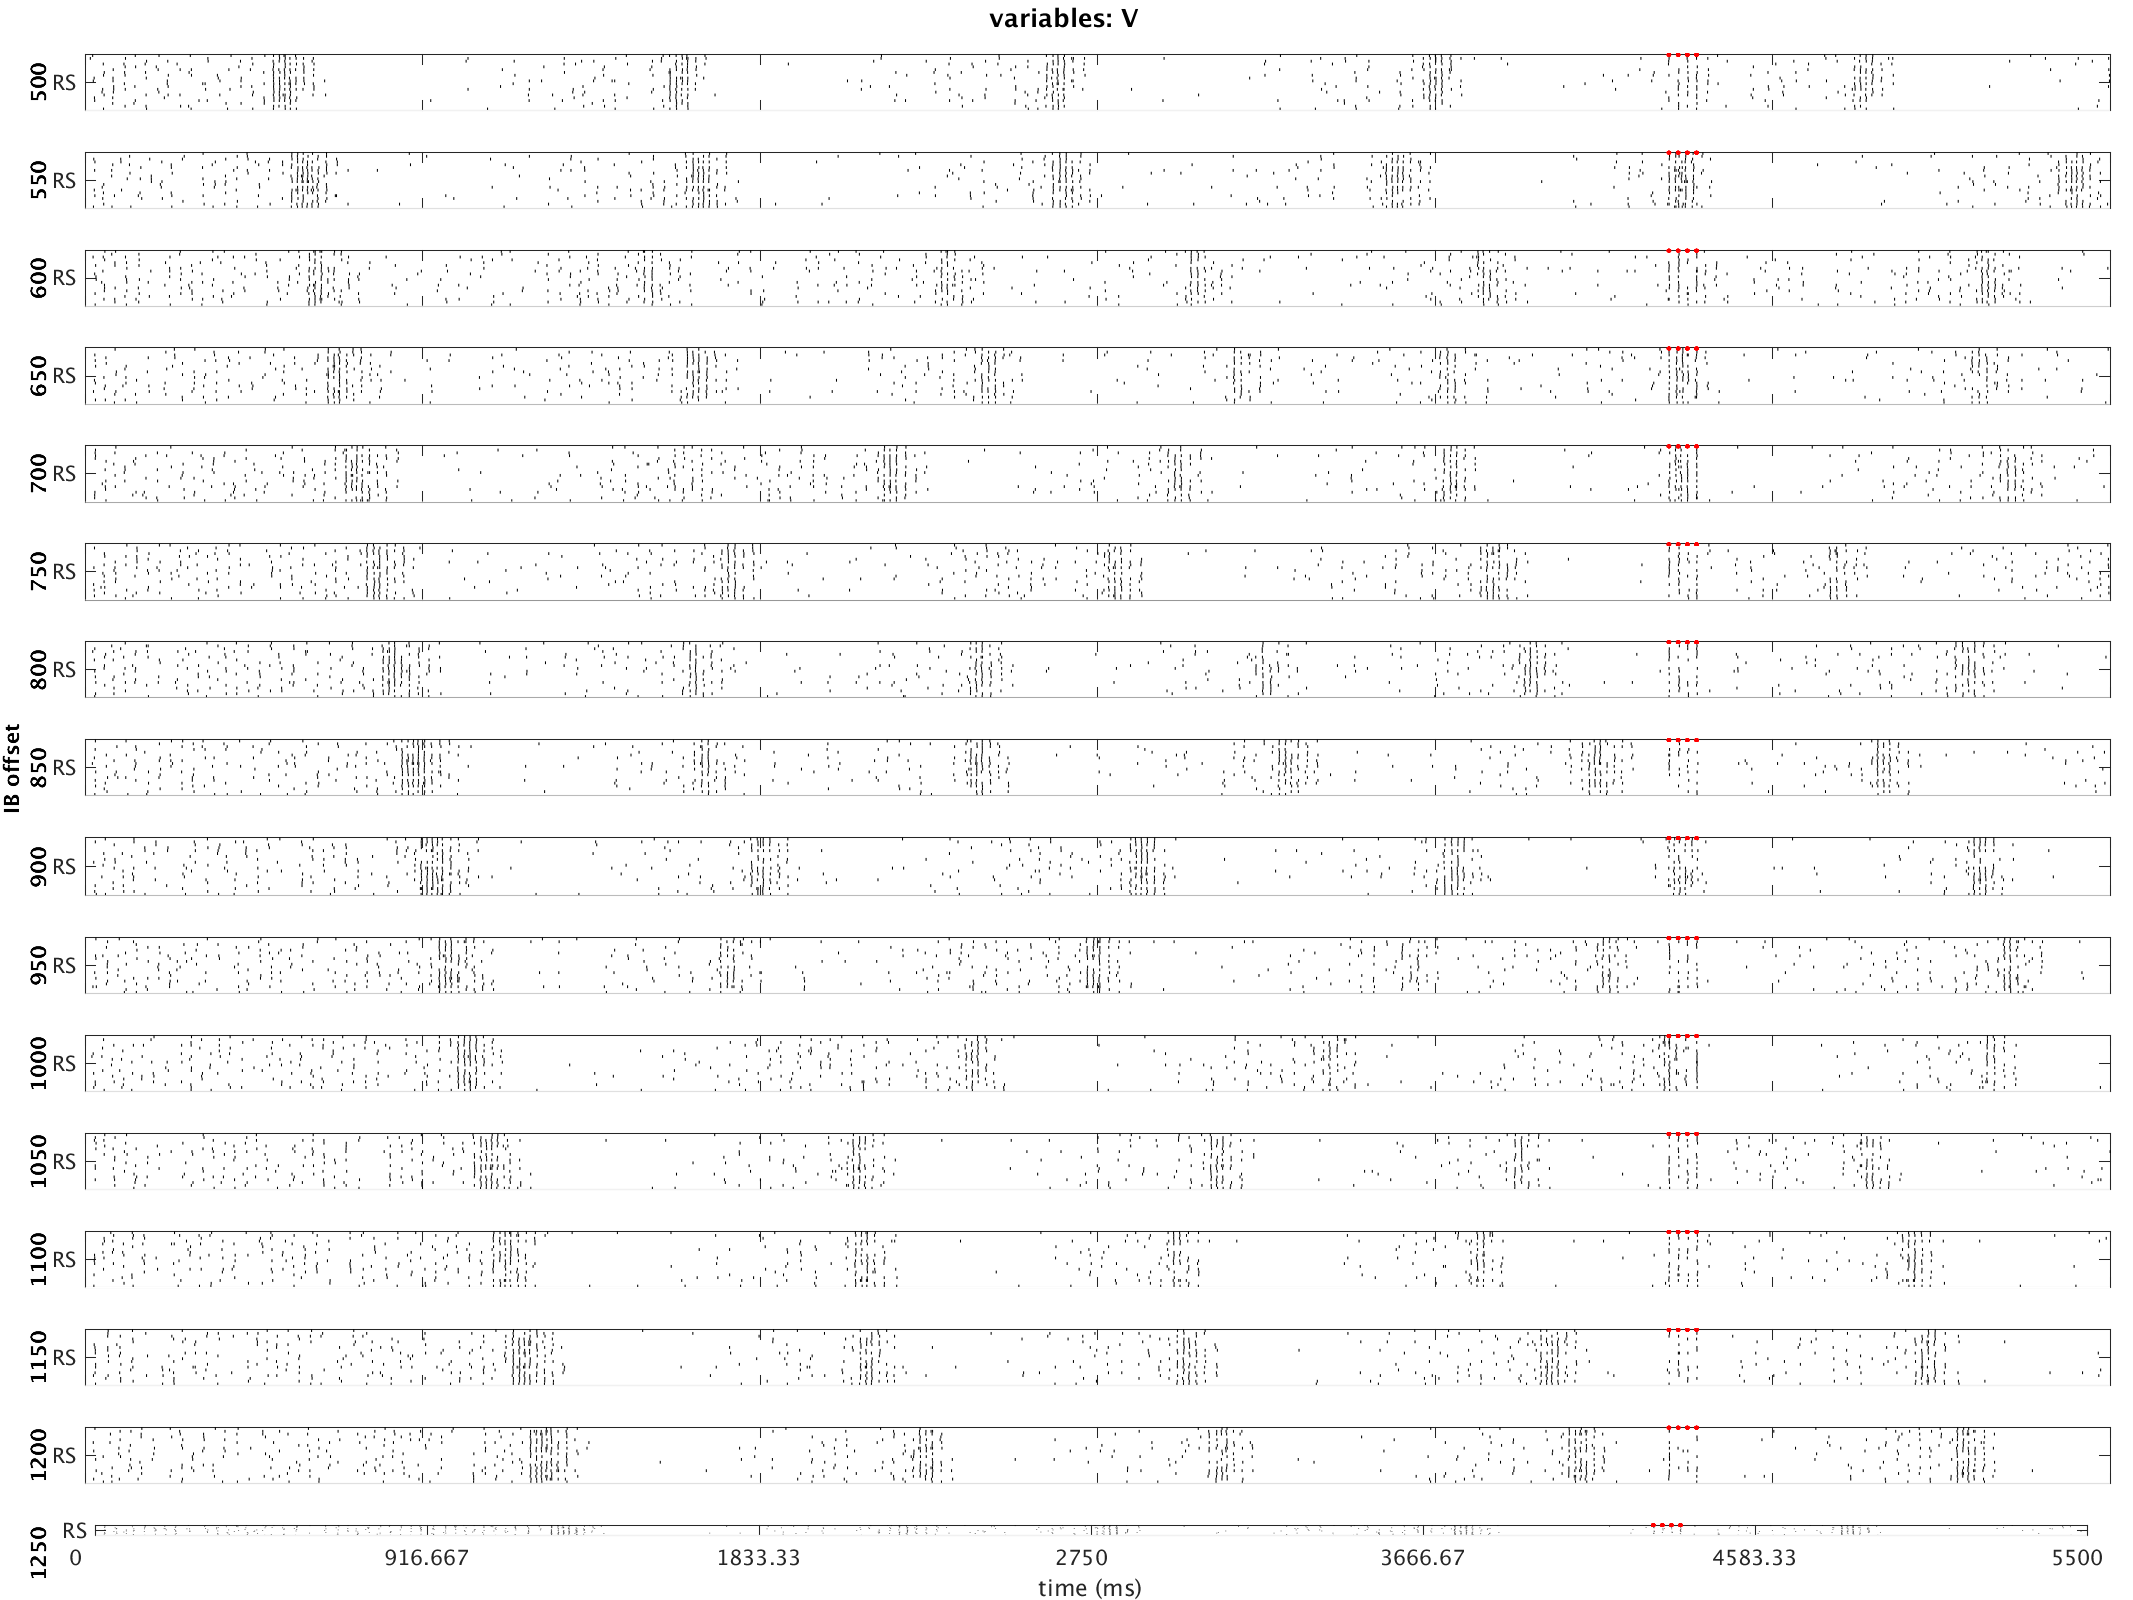 variables: V
500 RS
550 RS
600 RS
650 RS
700 RS
750 RS
800 RS
850 RS
IB offset
900 RS
950 RS
1000 RS
1050 RS
1100 RS
1150 RS
1200 RS
1250 RS
0 916.667 1833.33 2750 3666.67 4583.33 5500
time (ms)